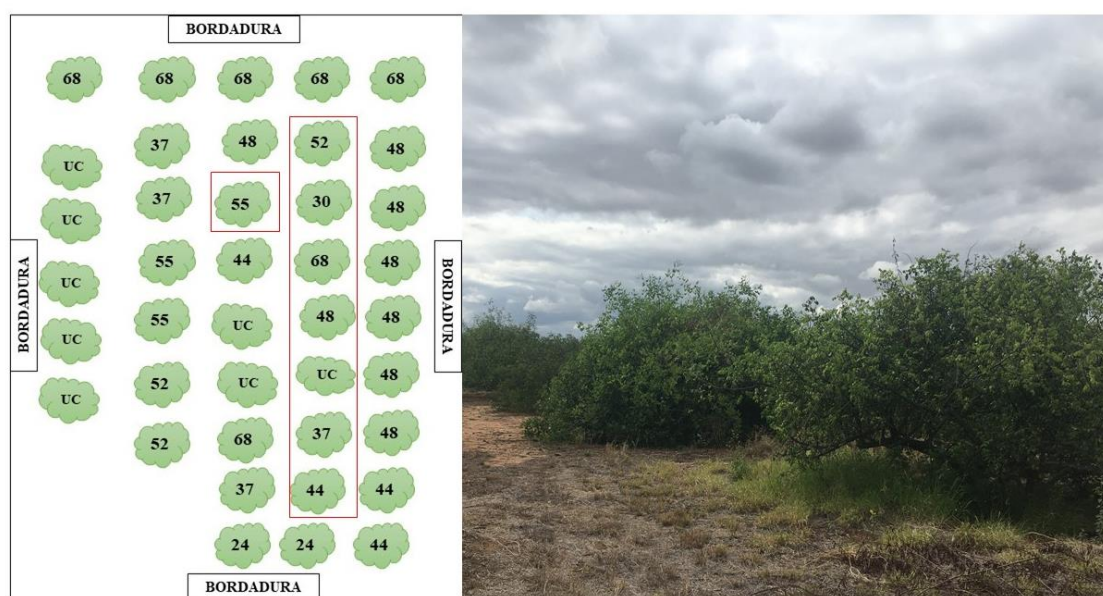 BORDADURA
68 68 68 68 68
37 48 52 48
UC
37 55 30 48
UC
55 44 68 48
UC
BORDADURA
BORDADURA
55 UC 48 48
UC
52 UC UC 48
UC
52 68 37 48
37 44 44
24 24 44
BORDADURA